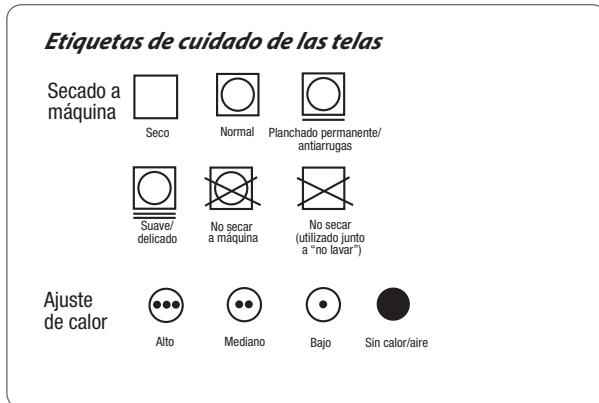 Etiquetas de cuidado de las telas
Secado a
máquina
Seco
Normal
Planchado permanente/
antiarrugas
Suave/
delicado
No secar
a máquina
No secar
(utilizado junto
a “no lavar”)
Ajuste
de calor
Alto
Mediano
Bajo
Sin calor/aire